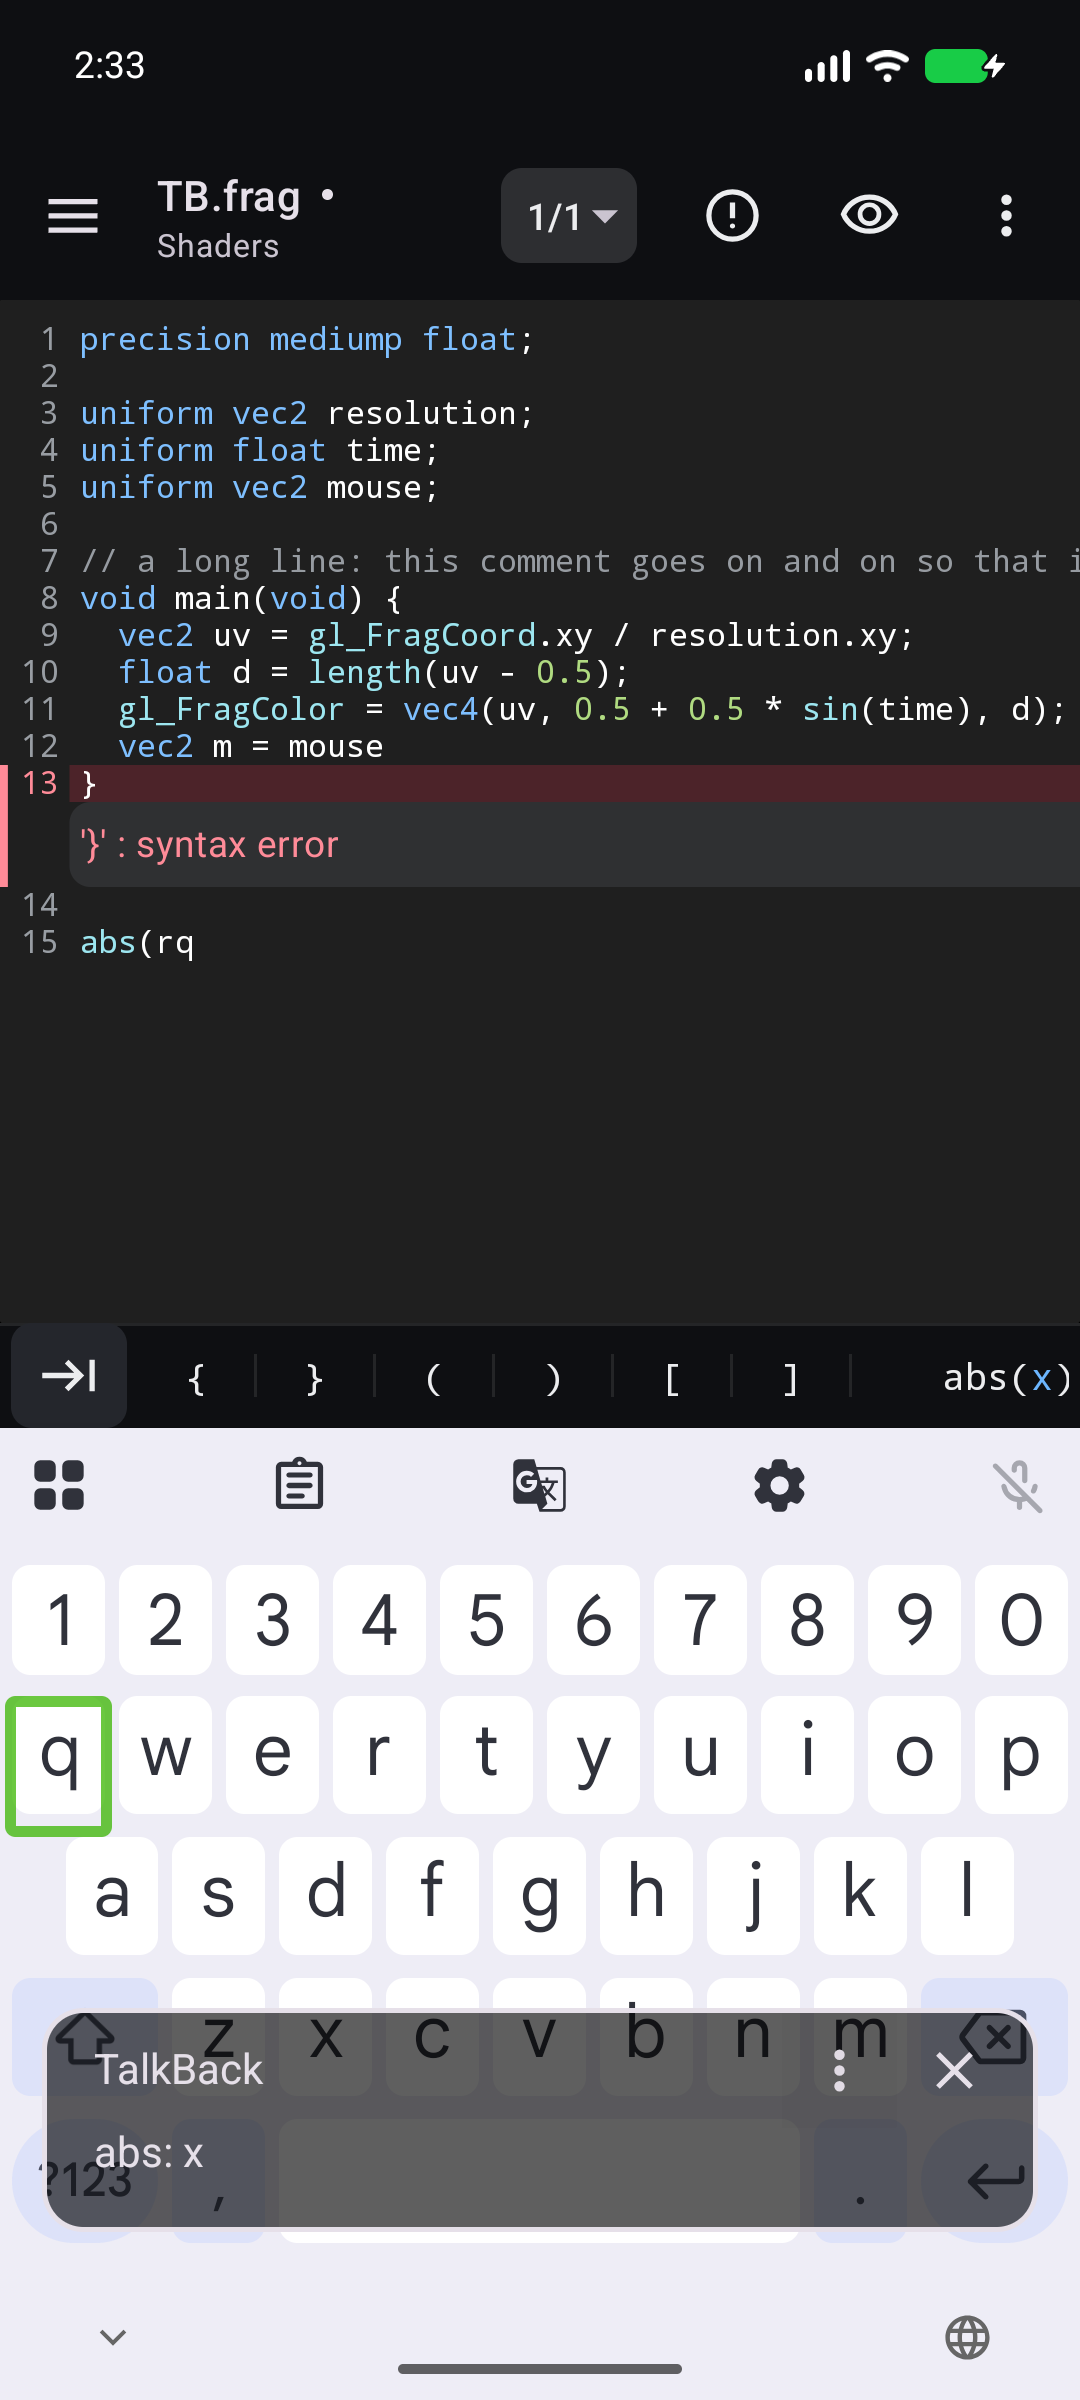 2:33
TB.frag •
Shaders
1/1
1 precision mediump float;
2
3 uniform vec2 resolution;
4 uniform float time;
5 uniform vec2 mouse;
6
7 // a long line: this comment goes on and on so that i
8 void main(void) {
9   vec2 uv = gl_FragCoord.xy / resolution.xy;
10   float d = length(uv - 0.5);
11   gl_FragColor = vec4(uv, 0.5 + 0.5 * sin(time), d);
12   vec2 m = mouse
13 }
'}' : syntax error
14
15 abs(rq
{ } ( ) [ ] abs(x)
1 2 3 4 5 6 7 8 9 0
q w e r t y u i o p
a s d f g h j k l
z x c v b n m
TalkBack
abs: x
?123 , .